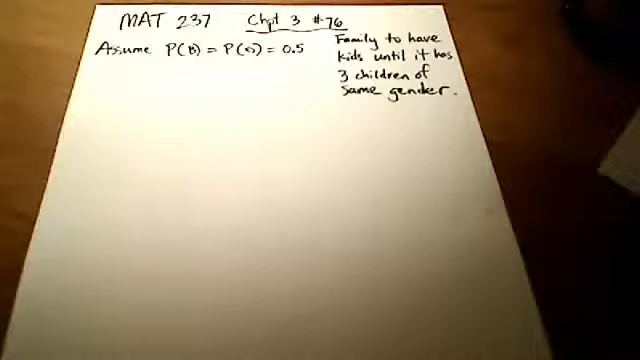 MAT 237 Chpt 3 #76
Assume P(B) = P(G) = 0.5
Family to have
kids until it has
3 children of
same gender.